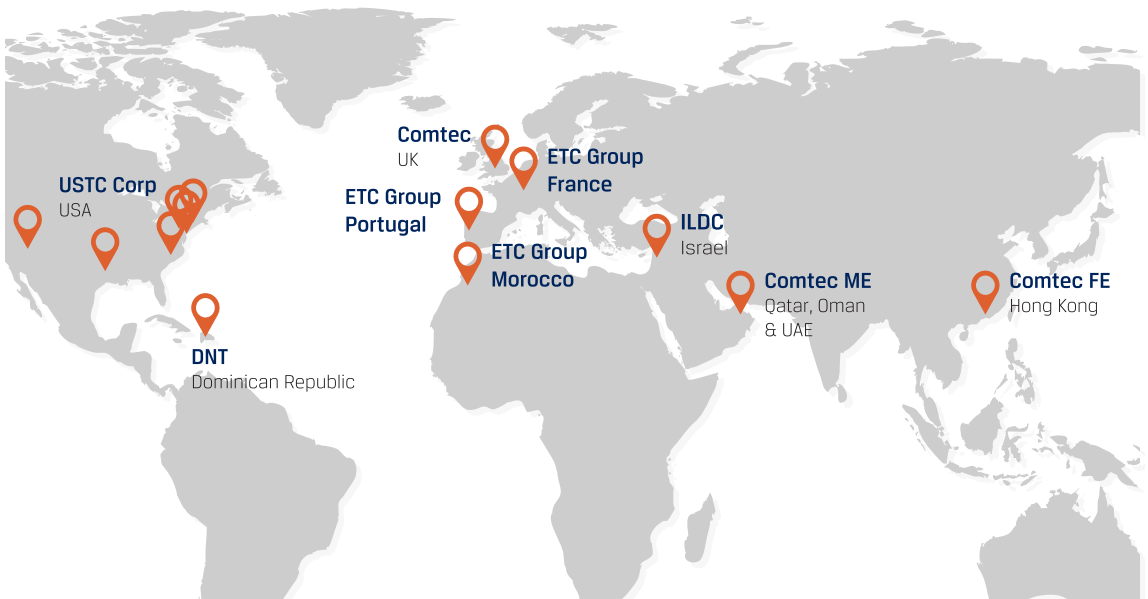 Comtec
UK
ETC Group
France
USTC Corp
USA
ETC Group
Portugal
ILDC
Israel
ETC Group
Morocco
Comtec ME
Qatar, Oman
& UAE
Comtec FE
Hong Kong
DNT
Dominican Republic